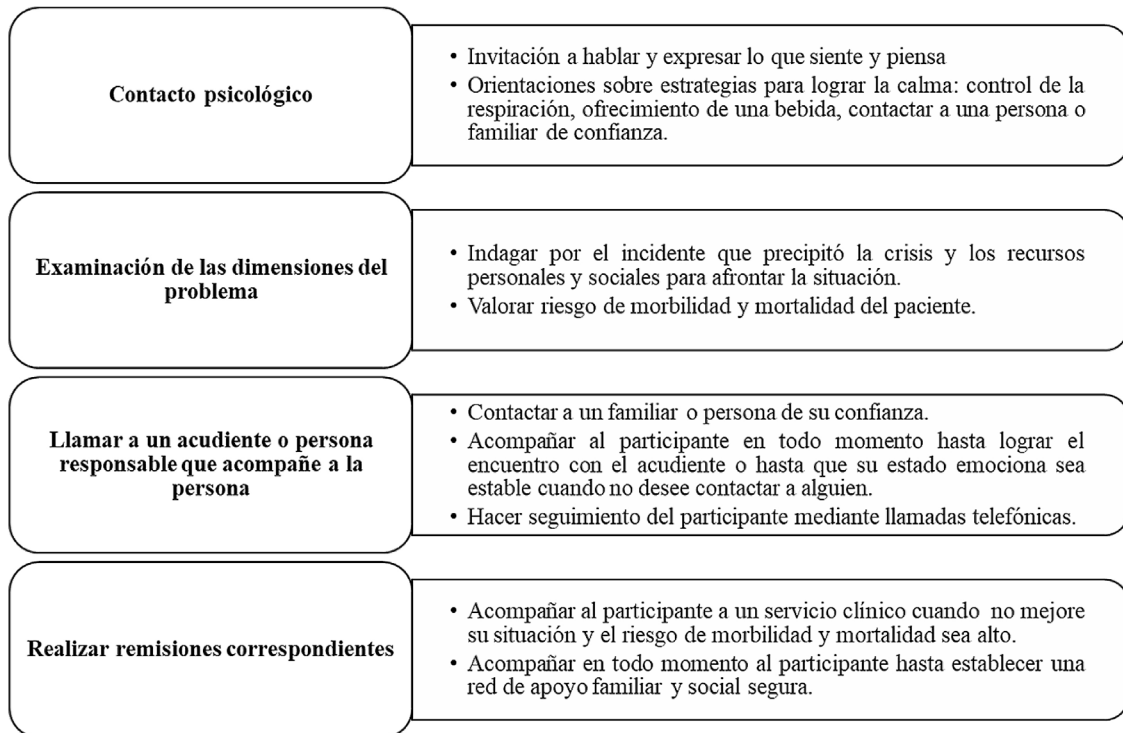 Contacto psicológico
• Invitación a hablar y expresar lo que siente y piensa
• Orientaciones sobre estrategias para lograr la calma: control de la
respiración, ofrecimiento de una bebida, contactar a una persona o
familiar de confianza.
Examinación de las dimensiones del
problema
• Indagar por el incidente que precipitó la crisis y los recursos
personales y sociales para afrontar la situación.
• Valorar riesgo de morbilidad y mortalidad del paciente.
Llamar a un acudiente o persona
responsable que acompañe a la
persona
• Contactar a un familiar o persona de su confianza.
• Acompañar al participante en todo momento hasta lograr el
encuentro con el acudiente o hasta que su estado emociona sea
estable cuando no desee contactar a alguien.
• Hacer seguimiento del participante mediante llamadas telefónicas.
Realizar remisiones correspondientes
• Acompañar al participante a un servicio clínico cuando no mejore
su situación y el riesgo de morbilidad y mortalidad sea alto.
• Acompañar en todo momento al participante hasta establecer una
red de apoyo familiar y social segura.